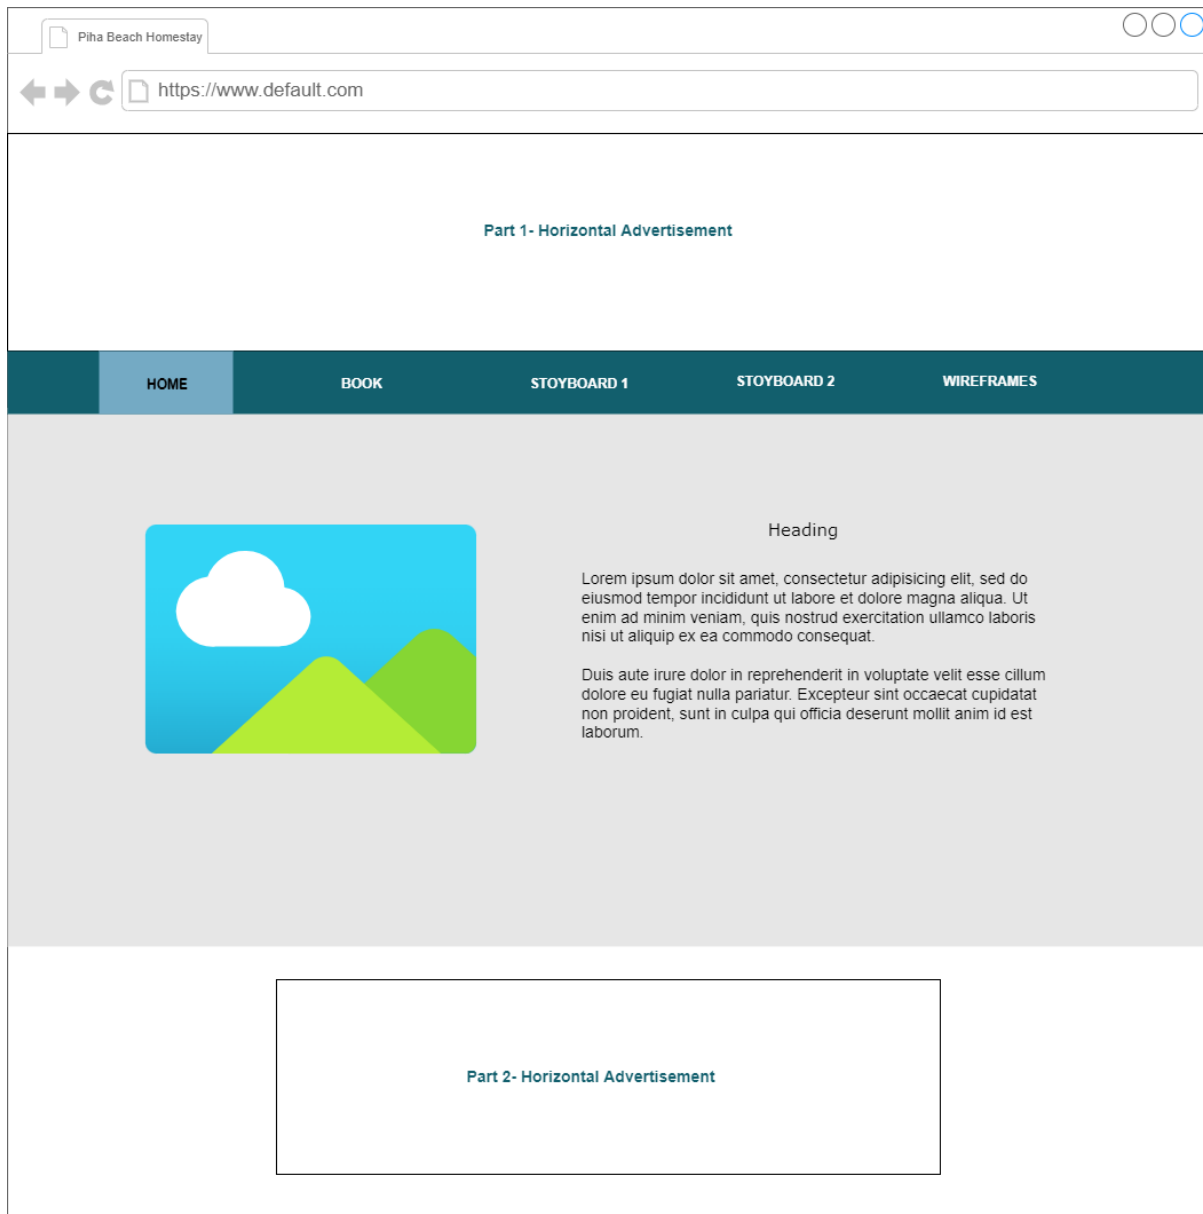 Piha Beach Homestay
https://www.default.com
Part 1- Horizontal Advertisement
HOME
BOOK
STOYBOARD 1
STOYBOARD 2
WIREFRAMES
Heading
Lorem ipsum dolor sit amet, consectetur adipisicing elit, sed do
eiusmod tempor incididunt ut labore et dolore magna aliqua. Ut
enim ad minim veniam, quis nostrud exercitation ullamco laboris
nisi ut aliquip ex ea commodo consequat.
Duis aute irure dolor in reprehenderit in voluptate velit esse cillum
dolore eu fugiat nulla pariatur. Excepteur sint occaecat cupidatat
non proident, sunt in culpa qui officia deserunt mollit anim id est
laborum.
Part 2- Horizontal Advertisement